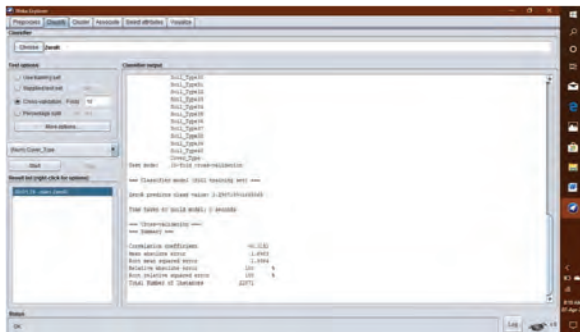 Weka Explorer
Preprocess Classify Cluster Associate Select attributes Visualize
Classifier
Choose ZeroR
Test options
Use training set
Supplied test set
Cross-validation Folds 10
Percentage split
More options...
(Num) Cover_Type
Start
Result list (right-click for options)
Classifier output
Soil_Type30
Soil_Type31
Soil_Type32
Soil_Type33
Soil_Type34
Soil_Type35
Soil_Type36
Soil_Type37
Soil_Type38
Soil_Type39
Soil_Type40
Cover_Type
Test mode: 10-fold cross-validation
=== Classifier model (full training set) ===
ZeroR predicts class value:
Time taken to build model: 0 seconds
=== Cross-validation ===
=== Summary ===
Correlation coefficient
Mean absolute error
Root mean squared error
Relative absolute error 100 %
Root relative squared error 100 %
Total Number of Instances
Status
OK
Log
x 0